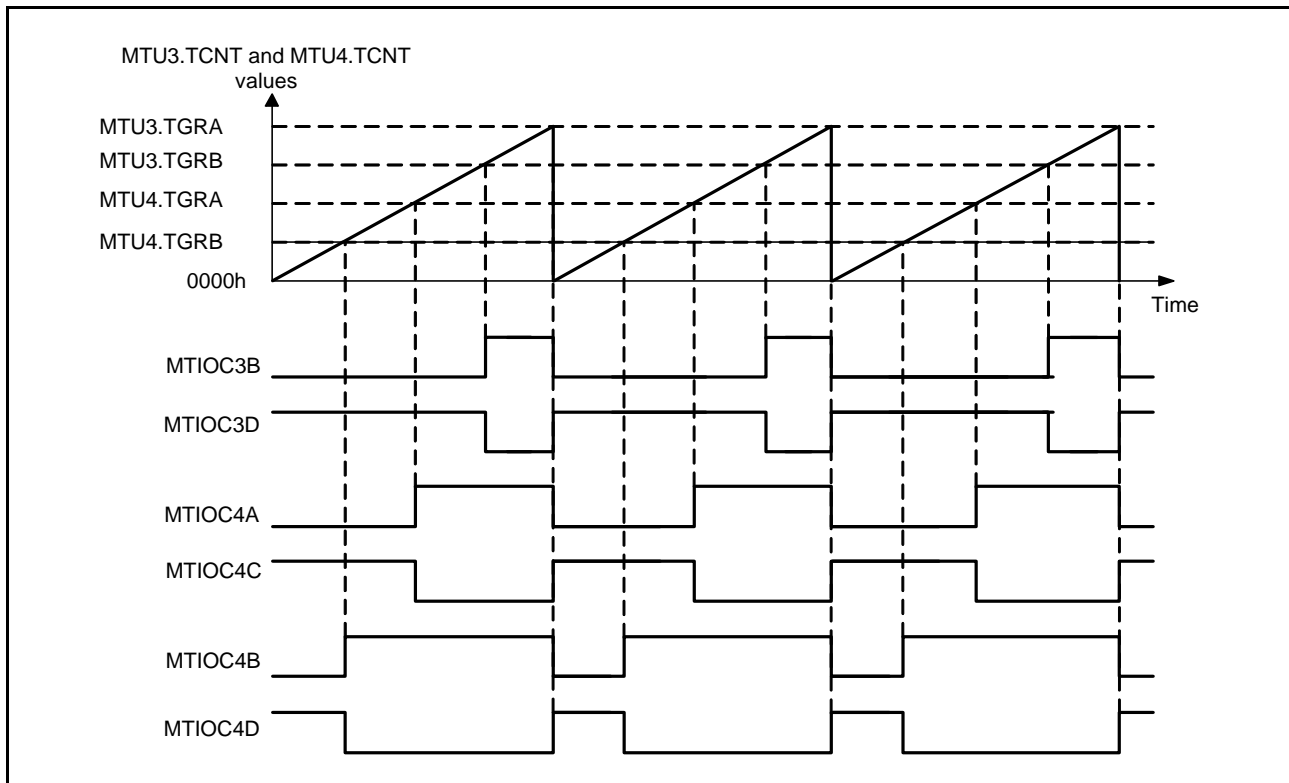 MTU3.TCNT and MTU4.TCNT
values
MTU3.TGRA
MTU3.TGRB
MTU4.TGRA
MTU4.TGRB
0000h
Time
MTIOC3B
MTIOC3D
MTIOC4A
MTIOC4C
MTIOC4B
MTIOC4D